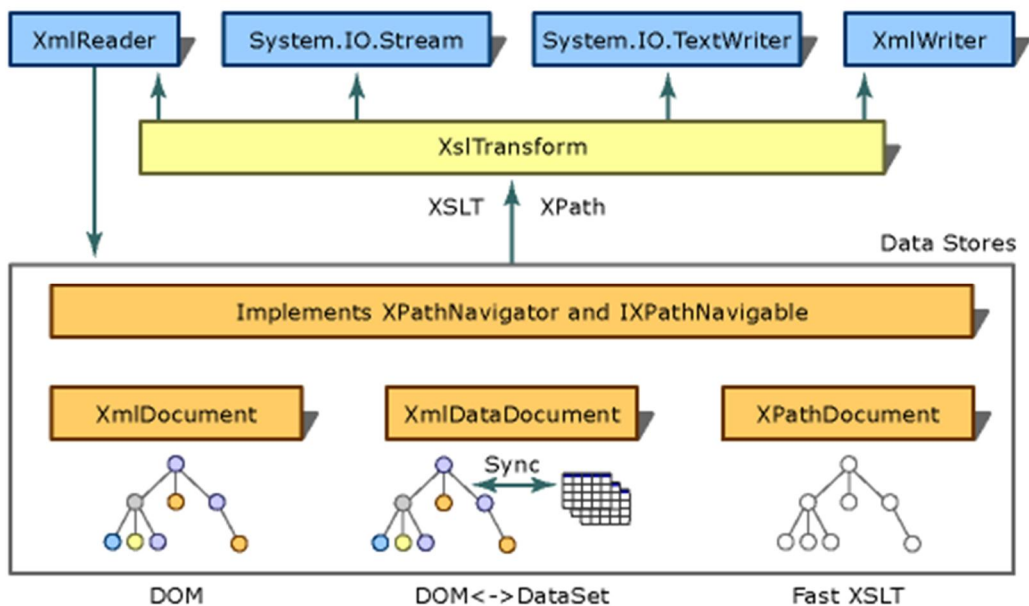 XmlReader
System.IO.Stream
System.IO.TextWriter
XmlWriter
XslTransform
XSLT
XPath
Data Stores
Implements XPathNavigator and IXPathNavigable
XmlDocument
XmlDataDocument
XPathDocument
Sync
DOM
DOM<->DataSet
Fast XSLT